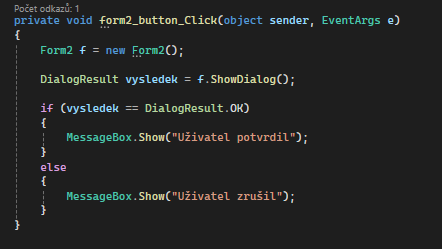 Počet odkazů: 1
private void form2_button_Click(object sender, EventArgs e)
{
    Form2 f = new Form2();
    DialogResult vysledek = f.ShowDialog();
    if (vysledek == DialogResult.OK)
    {
        MessageBox.Show("Uživatel potvrdil");
    }
    else
    {
        MessageBox.Show("Uživatel zrušil");
    }
}